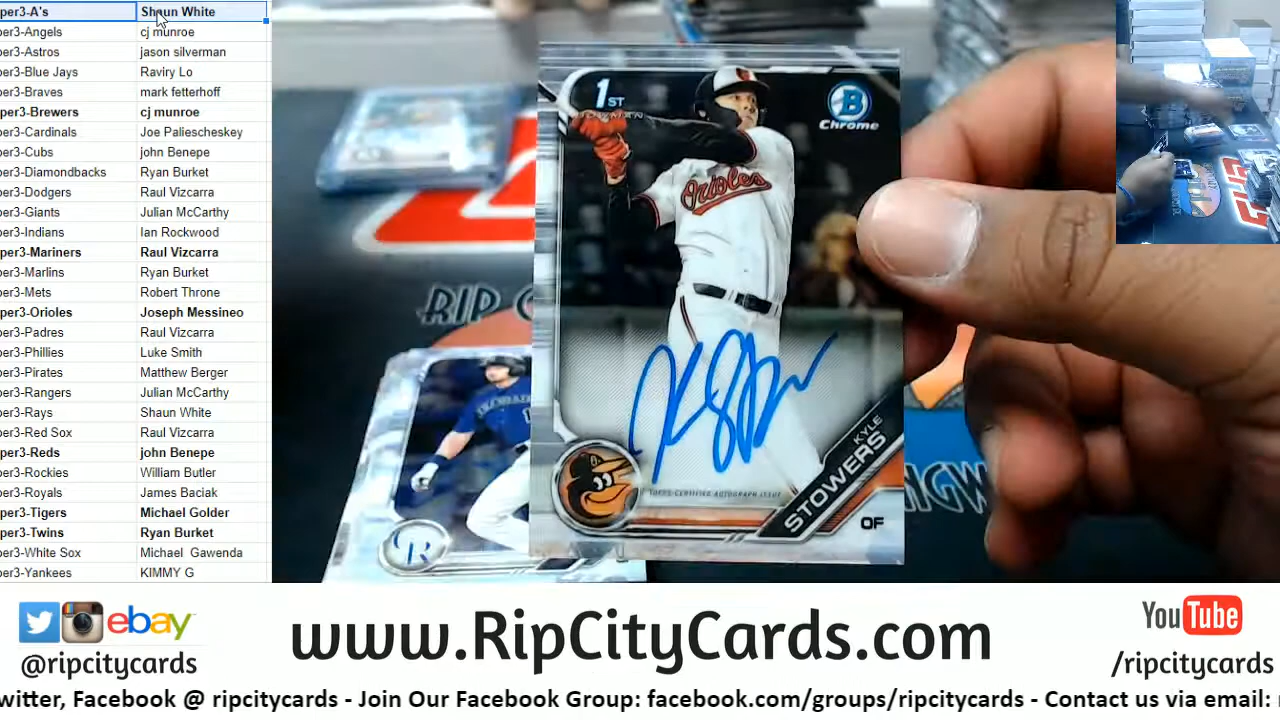 per3-A's Shaun White
per3-Angels cj munroe
per3-Astros jason silverman
per3-Blue Jays Raviry Lo
per3-Braves mark fetterhoff
per3-Brewers cj munroe
per3-Cardinals Joe Paliescheskey
per3-Cubs john Benepe
per3-Diamondbacks Ryan Burket
per3-Dodgers Raul Vizcarra
per3-Giants Julian McCarthy
per3-Indians Ian Rockwood
per3-Mariners Raul Vizcarra
per3-Marlins Ryan Burket
per3-Mets Robert Throne
per3-Orioles Joseph Messineo
per3-Padres Raul Vizcarra
per3-Phillies Luke Smith
per3-Pirates Matthew Berger
per3-Rangers Julian McCarthy
per3-Rays Shaun White
per3-Red Sox Raul Vizcarra
per3-Reds john Benepe
per3-Rockies William Butler
per3-Royals James Baciak
per3-Tigers Michael Golder
per3-Twins Ryan Burket
per3-White Sox Michael Gawenda
per3-Yankees KIMMY G
1ST
BOWMAN
B
Chrome
Orioles
KYLE
STOWERS
OF
TOPPS CERTIFIED AUTOGRAPH ISSUE
RIP
CR
ebay
@ripcitycards
www.RipCityCards.com
YouTube
/ripcitycards
witter, Facebook @ ripcitycards - Join Our Facebook Group: facebook.com/groups/ripcitycards - Contact us via email: